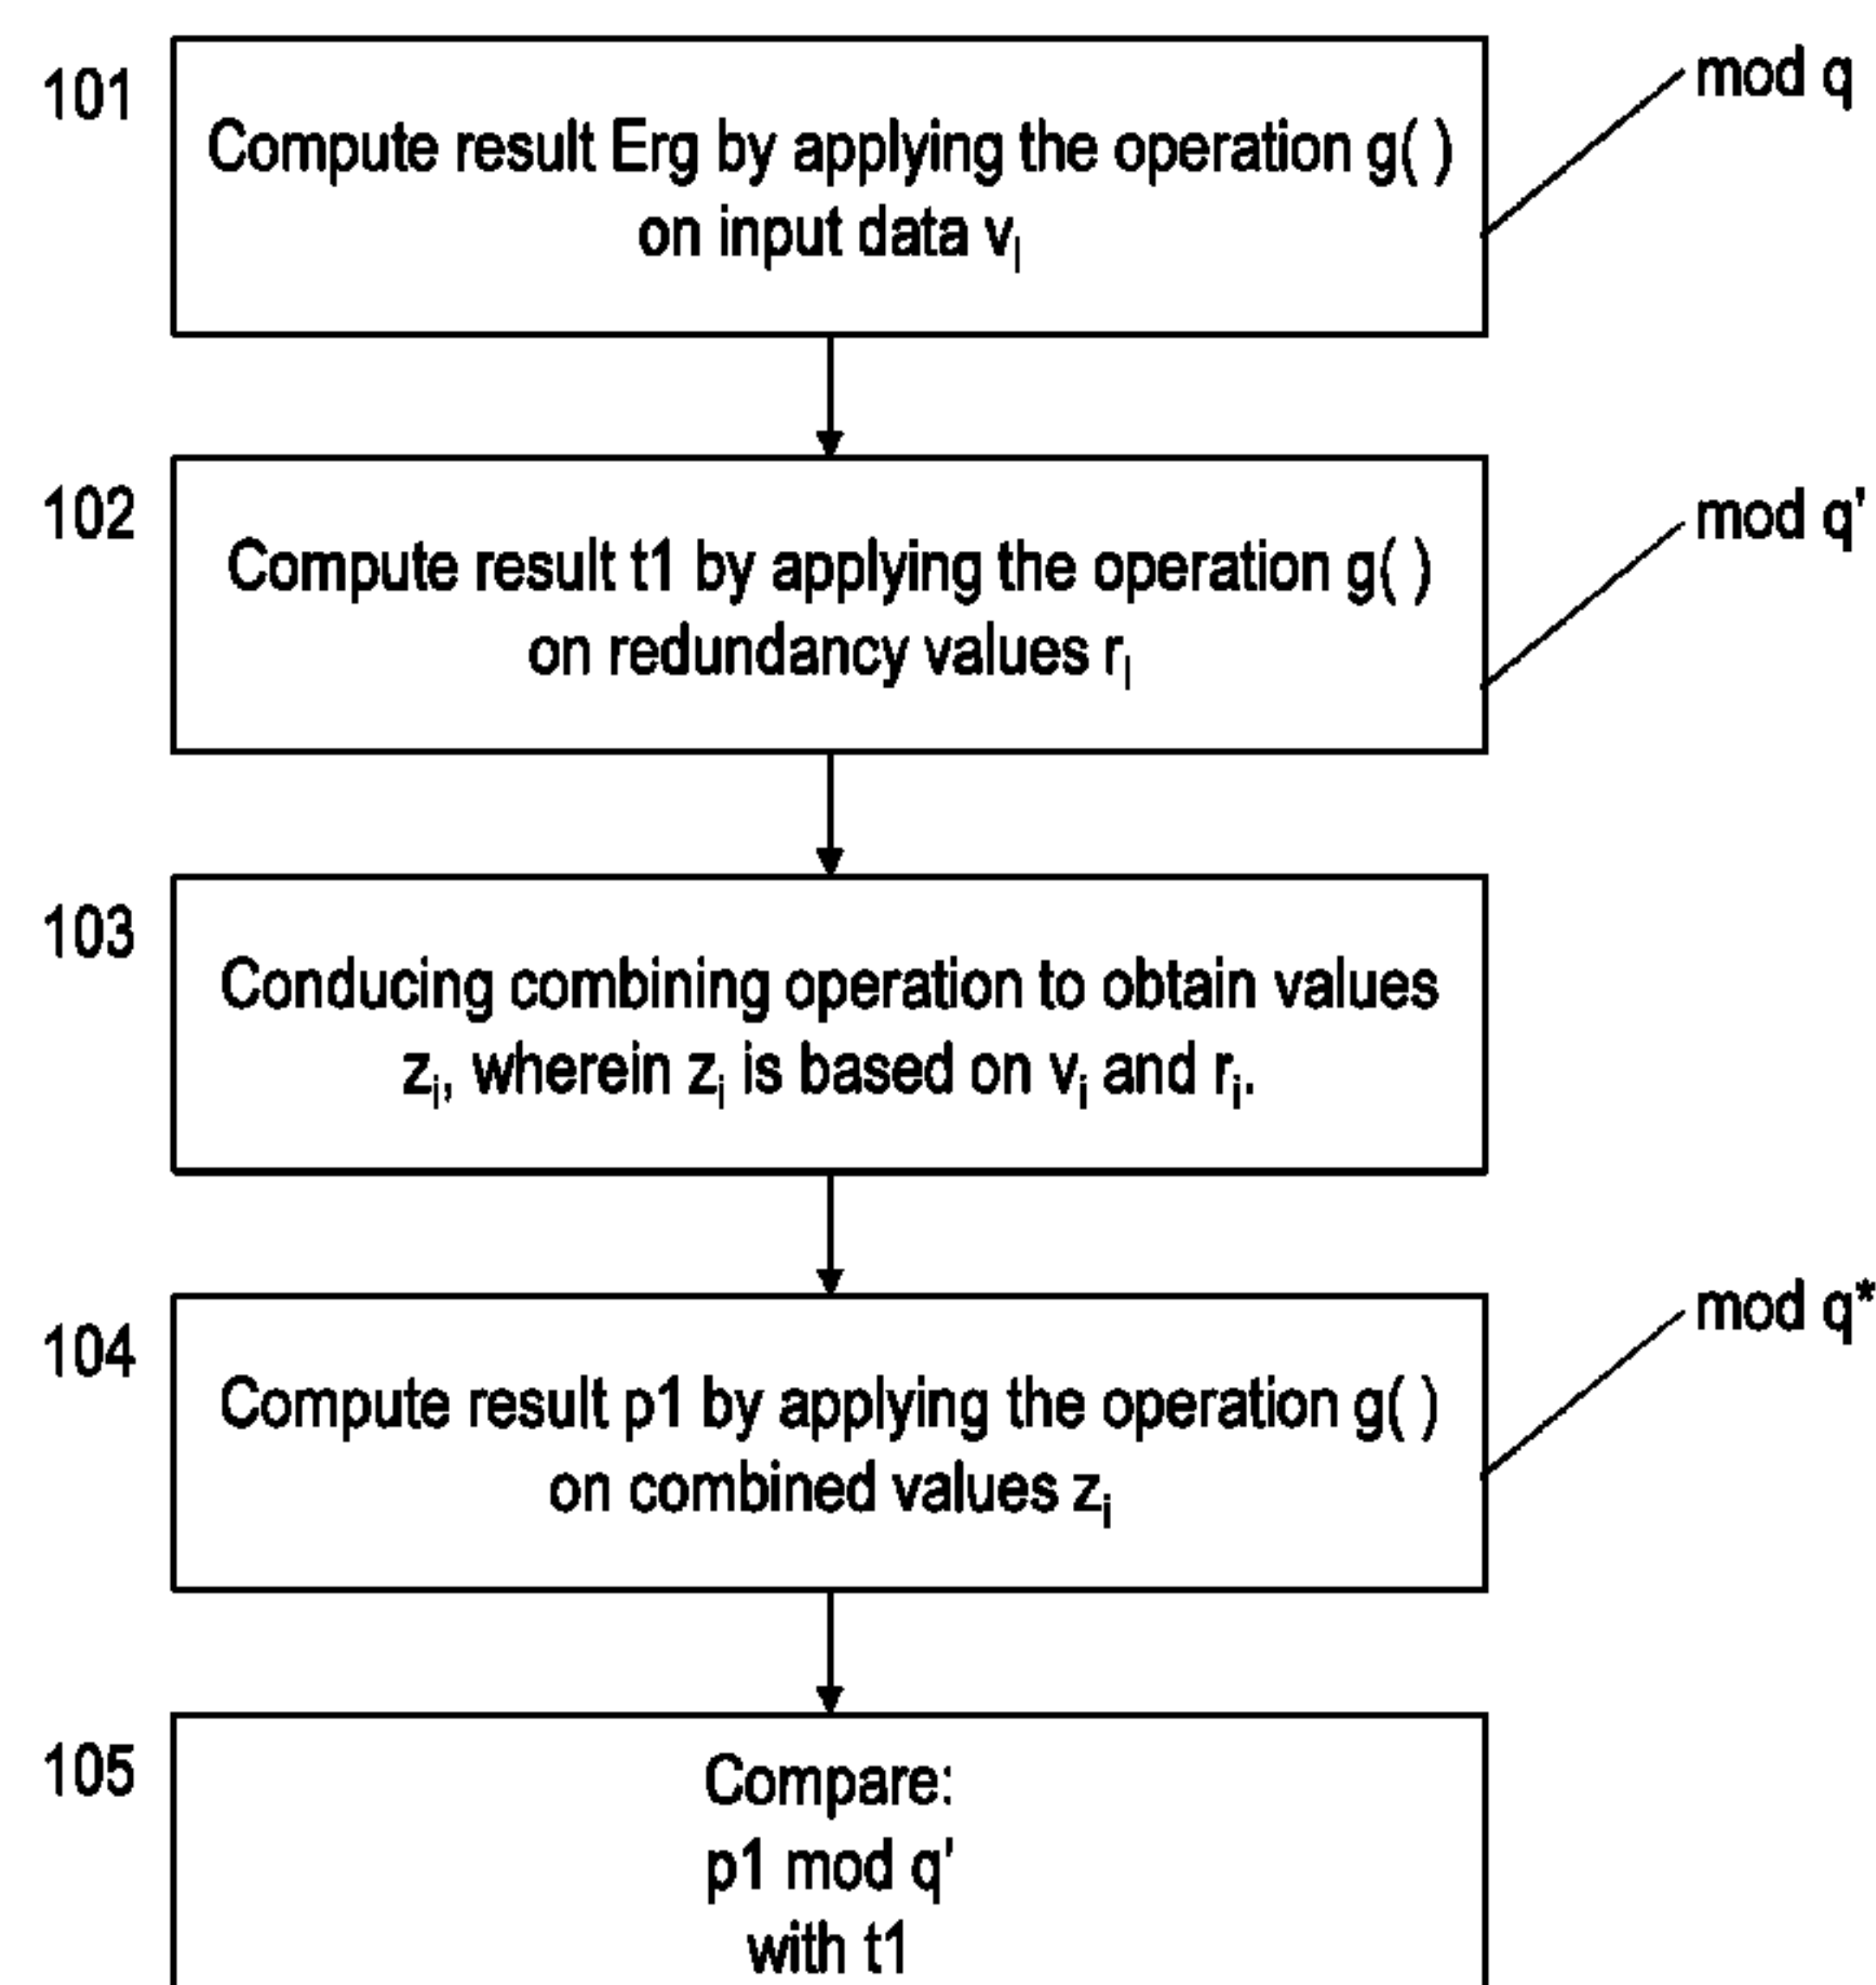 101
mod q
Compute result Erg by applying the operation g( )
on input data v|
102
mod q'
Compute result t1 by applying the operation g( )
on redundancy values r|
103
Conducing combining operation to obtain values
zi, wherein zi is based on vi and ri.
104
mod q*
Compute result p1 by applying the operation g( )
on combined values zi
105
Compare:
p1 mod q'
with t1